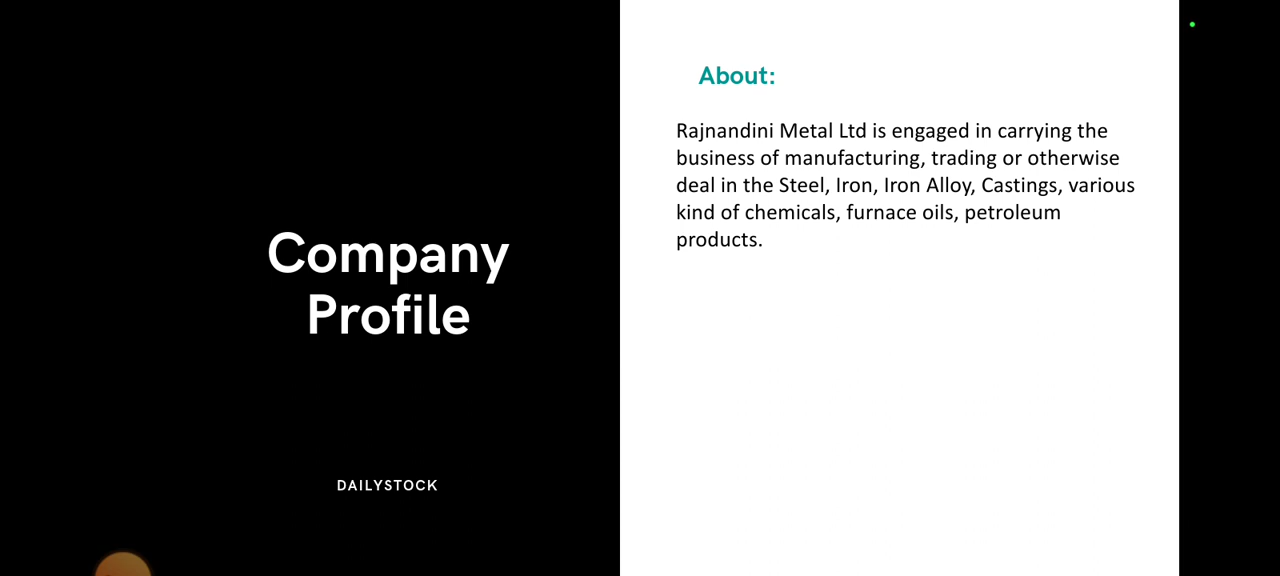 Company
Profile
DAILYSTOCK
About:
Rajnandini Metal Ltd is engaged in carrying the
business of manufacturing, trading or otherwise
deal in the Steel, Iron, Iron Alloy, Castings, various
kind of chemicals, furnace oils, petroleum
products.